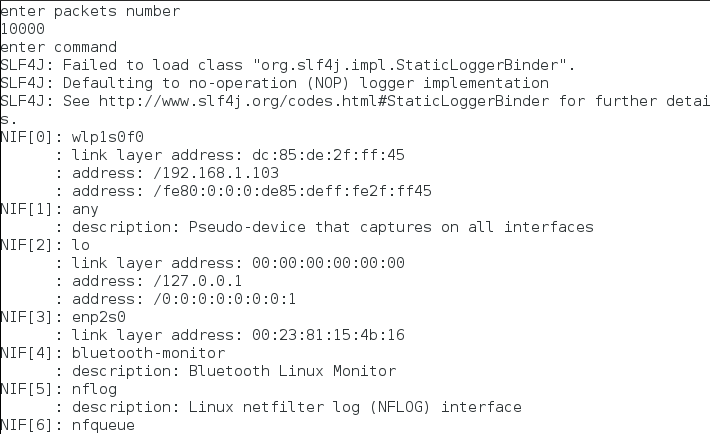 enter packets number
10000
enter command
SLF4J: Failed to load class "org.slf4j.impl.StaticLoggerBinder".
SLF4J: Defaulting to no-operation (NOP) logger implementation
SLF4J: See http://www.slf4j.org/codes.html#StaticLoggerBinder for further detai
s.
NIF[0]: wlp1s0f0
      : link layer address: dc:85:de:2f:ff:45
      : address: /192.168.1.103
      : address: /fe80:0:0:0:de85:deff:fe2f:ff45
NIF[1]: any
      : description: Pseudo-device that captures on all interfaces
NIF[2]: lo
      : link layer address: 00:00:00:00:00:00
      : address: /127.0.0.1
      : address: /0:0:0:0:0:0:0:1
NIF[3]: enp2s0
      : link layer address: 00:23:81:15:4b:16
NIF[4]: bluetooth-monitor
      : description: Bluetooth Linux Monitor
NIF[5]: nflog
      : description: Linux netfilter log (NFLOG) interface
NIF[6]: nfqueue